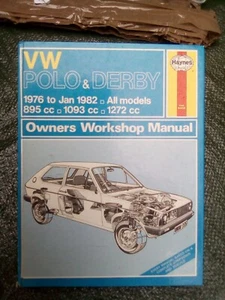 VW
Haynes
POLO & DERBY
1976 to Jan 1982 □ All models
895 cc □ 1093 cc □ 1272 cc
Owners Workshop Manual